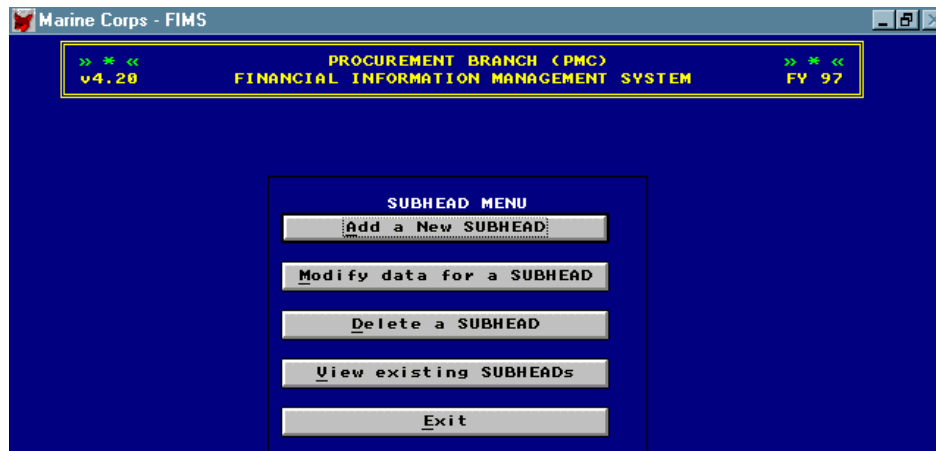 Marine Corps - FIMS
» * « PROCUREMENT BRANCH (PMC) » * «
v4.20 FINANCIAL INFORMATION MANAGEMENT SYSTEM FY 97
SUBHEAD MENU
Add a New SUBHEAD
Modify data for a SUBHEAD
Delete a SUBHEAD
View existing SUBHEADs
Exit